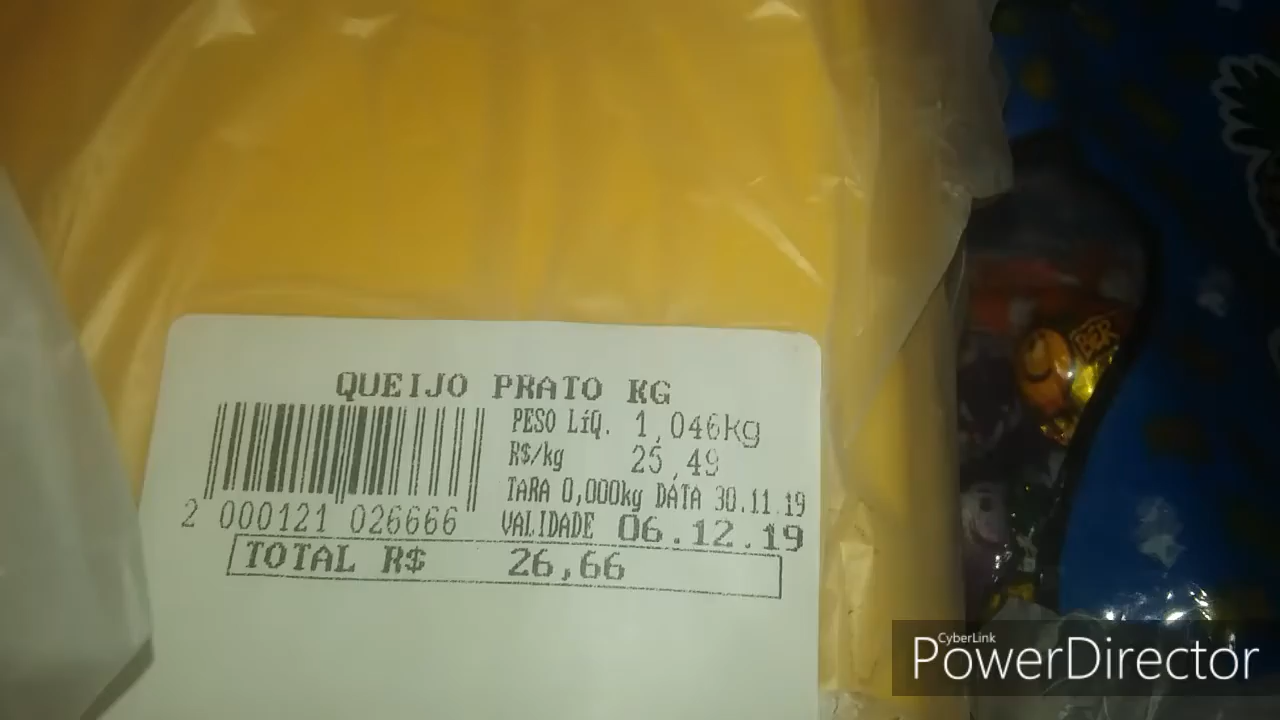 QUEIJO PRATO KG
PESO LíQ. 1,046kg
R$/kg 25,49
TARA 0,000kg DATA 30.11.19
2 000121 026666
VALIDADE 06.12.19
TOTAL R$ 26,66
BÉR
CyberLink
PowerDirector